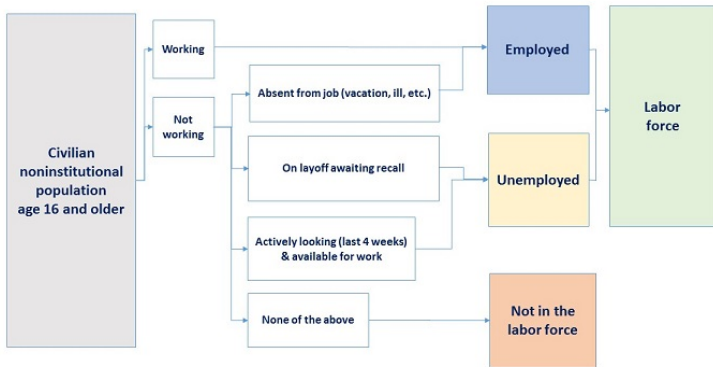 Civilian
noninstitutional
population
age 16 and older
Working
Not
working
Absent from job (vacation, ill, etc.)
On layoff awaiting recall
Actively looking (last 4 weeks)
& available for work
None of the above
Employed
Unemployed
Not in the
labor force
Labor
force